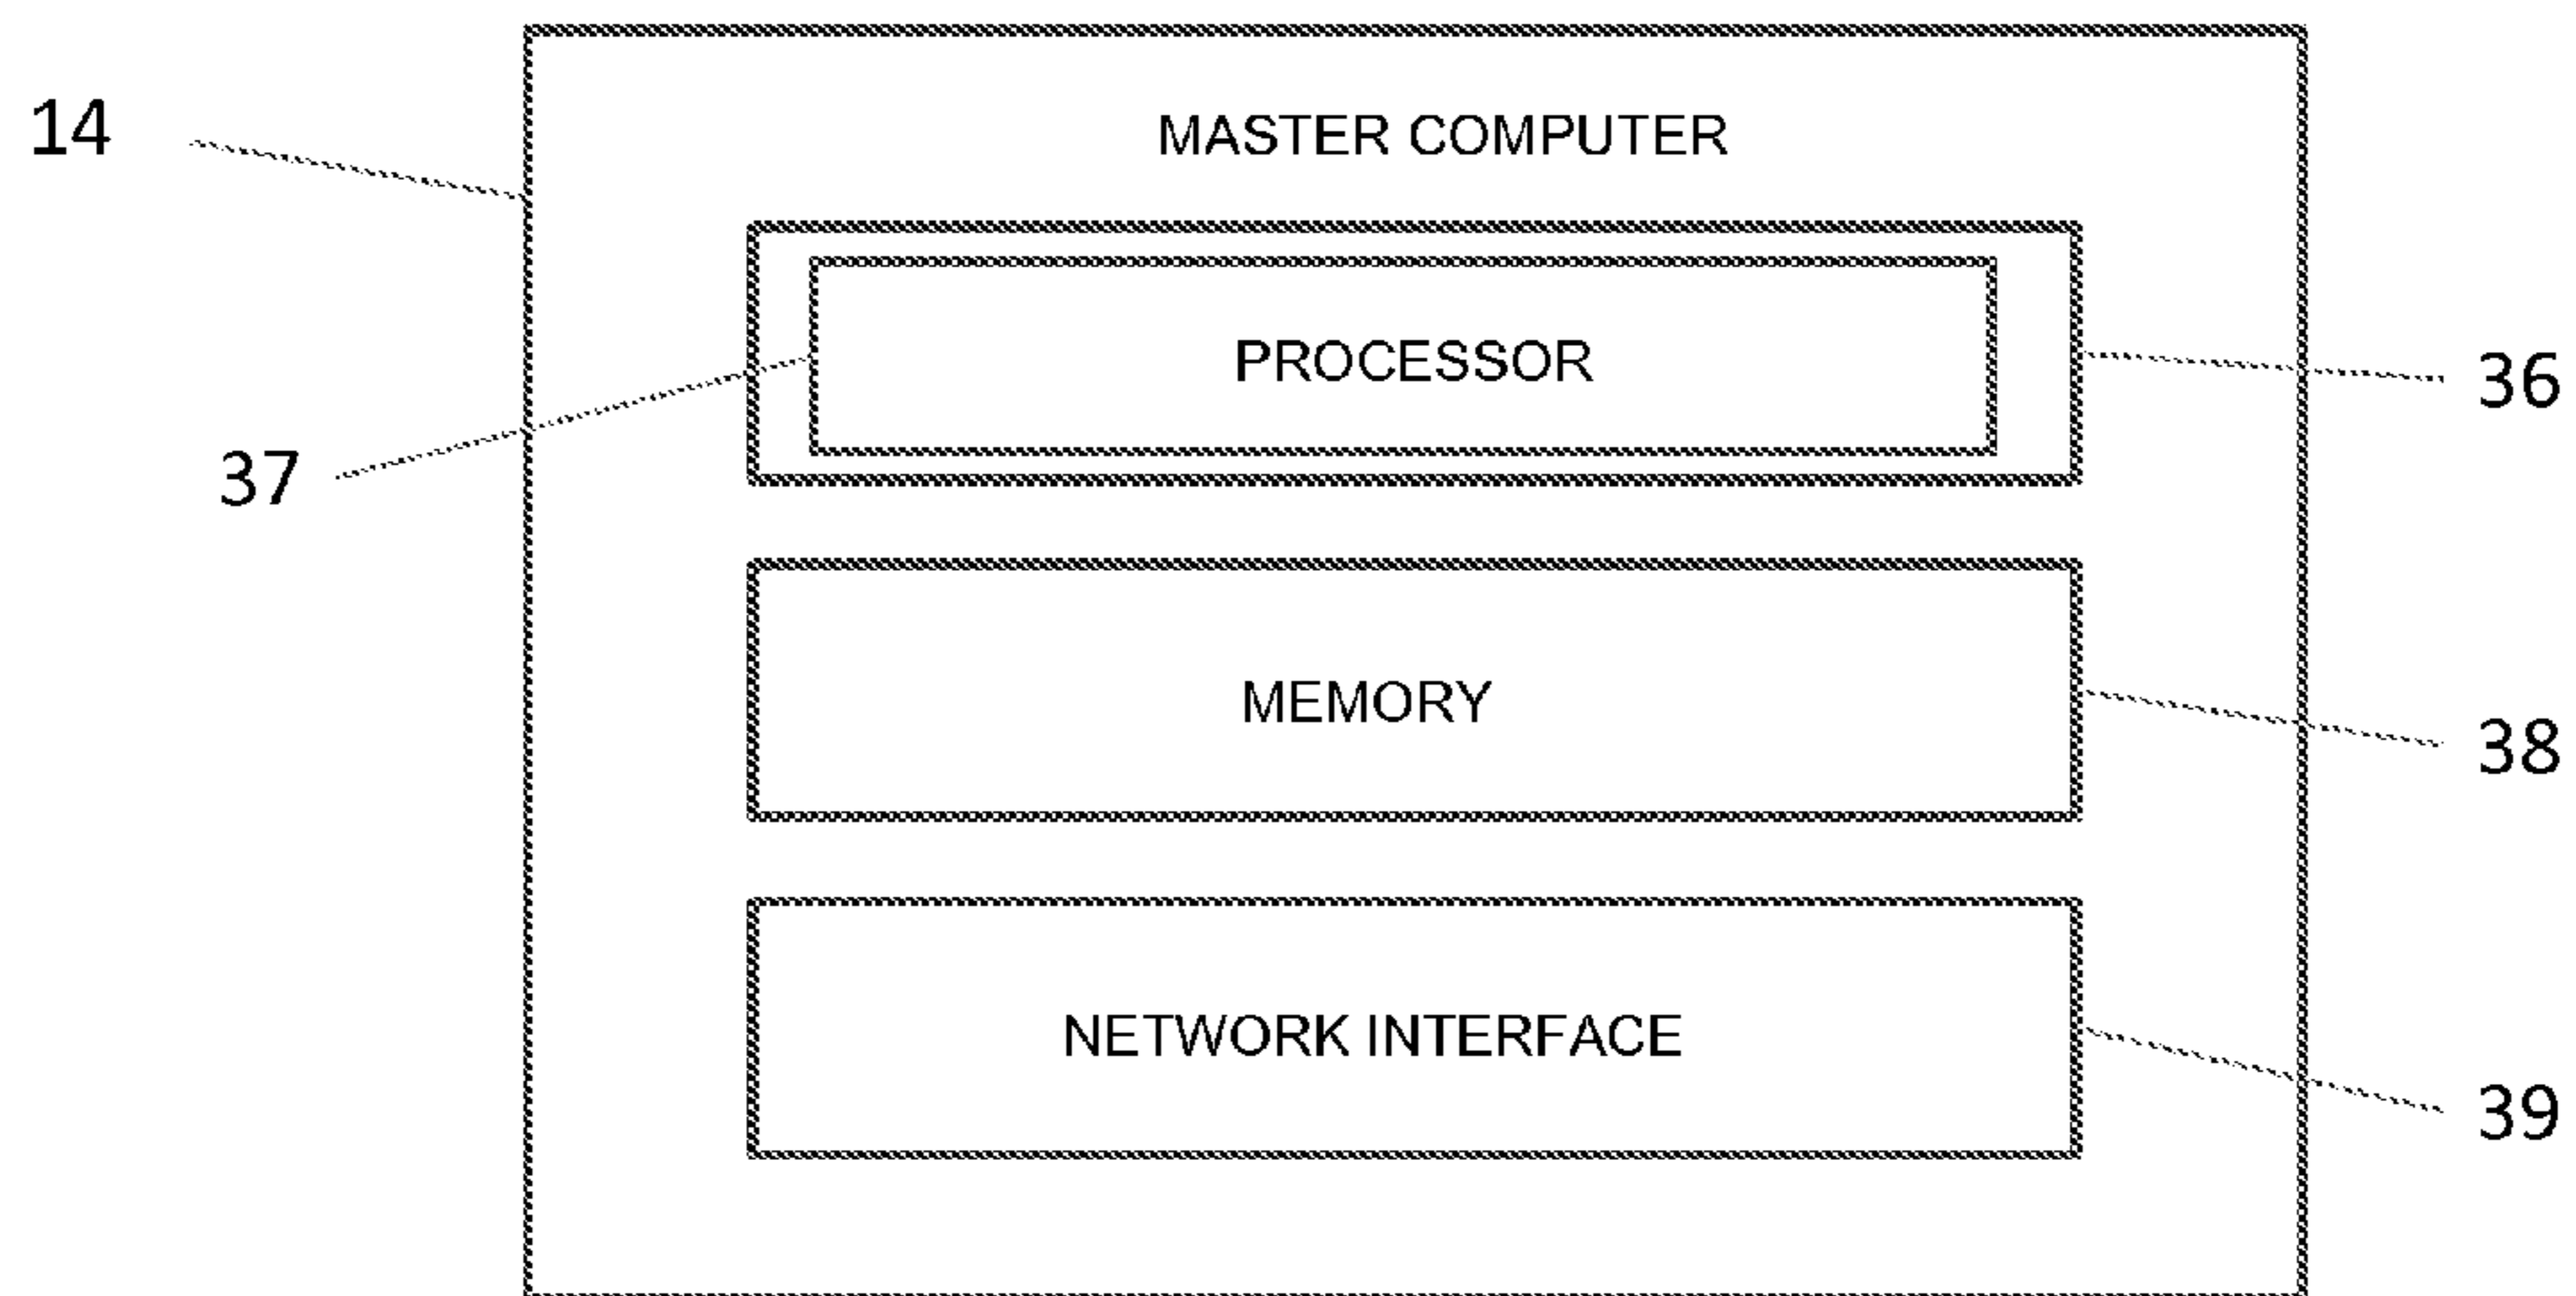 14
MASTER COMPUTER
PROCESSOR
36
37
MEMORY
38
NETWORK INTERFACE
39